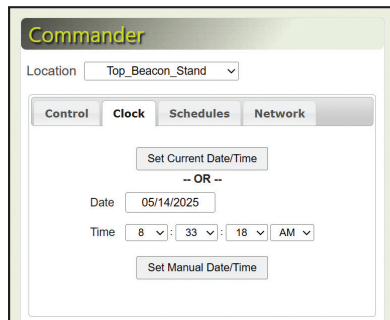 Commander
Location Top_Beacon_Stand
Control Clock Schedules Network
Set Current Date/Time
-- OR --
Date 05/14/2025
Time 8 : 33 : 18 AM
Set Manual Date/Time